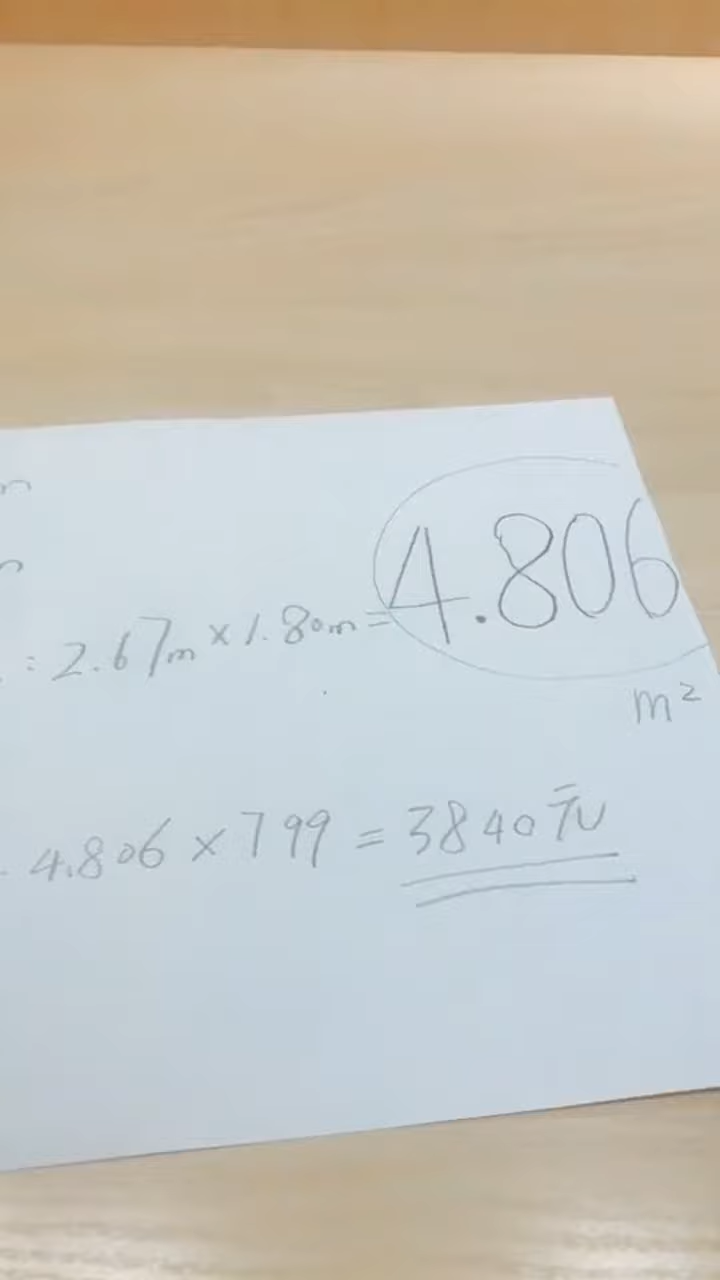 m
m
: 2.67m × 1.80m = 4.806
m²
4.806 × 799 = 3840元